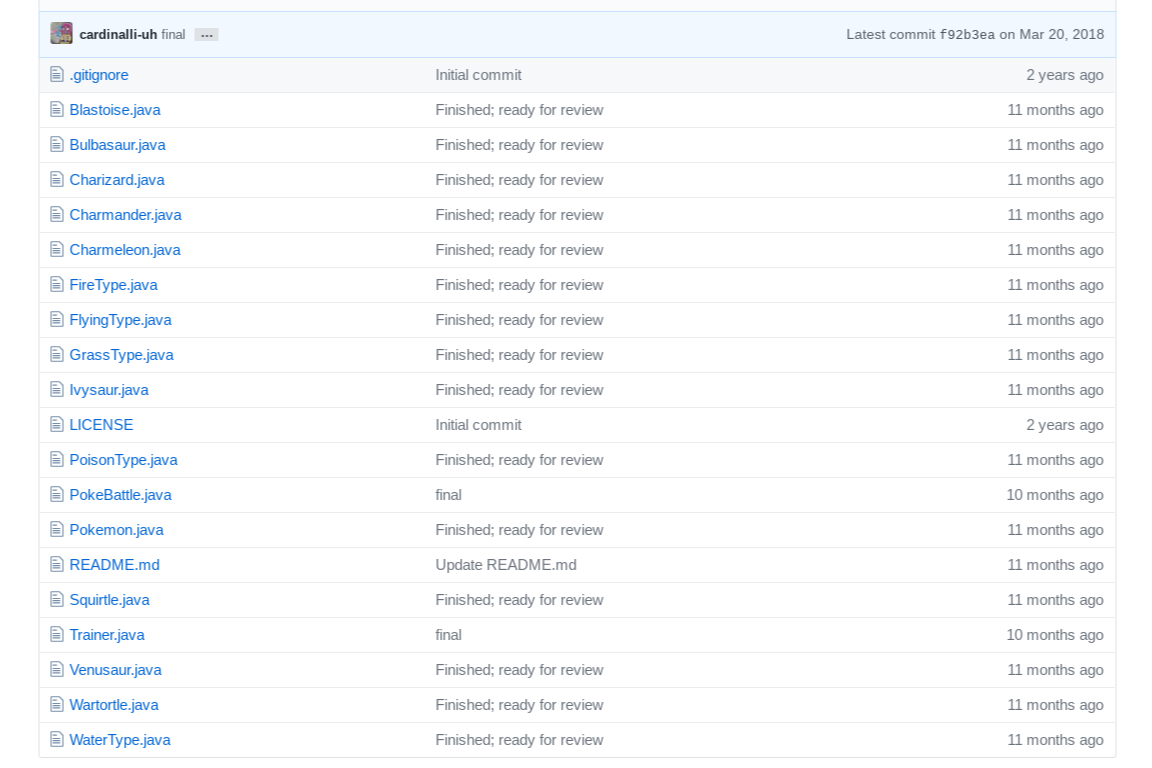 cardinalli-uh final ... Latest commit f92b3ea on Mar 20, 2018
.gitignore Initial commit 2 years ago
Blastoise.java Finished; ready for review 11 months ago
Bulbasaur.java Finished; ready for review 11 months ago
Charizard.java Finished; ready for review 11 months ago
Charmander.java Finished; ready for review 11 months ago
Charmeleon.java Finished; ready for review 11 months ago
FireType.java Finished; ready for review 11 months ago
FlyingType.java Finished; ready for review 11 months ago
GrassType.java Finished; ready for review 11 months ago
Ivysaur.java Finished; ready for review 11 months ago
LICENSE Initial commit 2 years ago
PoisonType.java Finished; ready for review 11 months ago
PokeBattle.java final 10 months ago
Pokemon.java Finished; ready for review 11 months ago
README.md Update README.md 11 months ago
Squirtle.java Finished; ready for review 11 months ago
Trainer.java final 10 months ago
Venusaur.java Finished; ready for review 11 months ago
Wartortle.java Finished; ready for review 11 months ago
WaterType.java Finished; ready for review 11 months ago